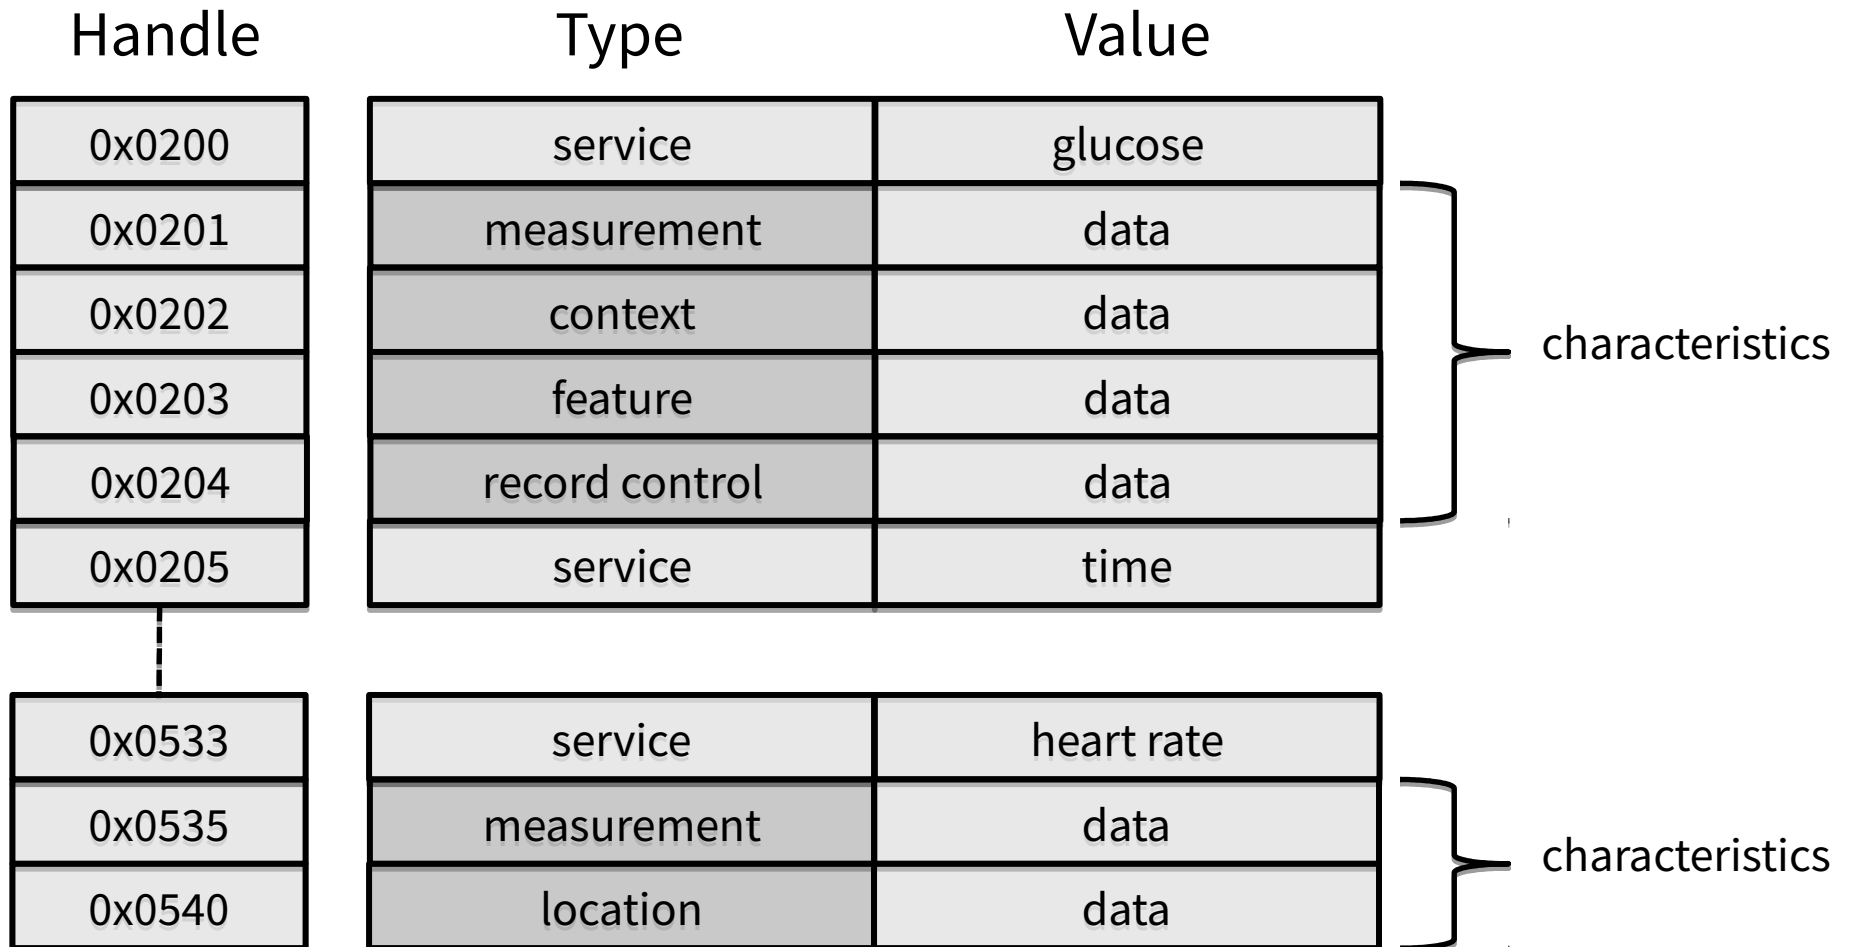 Handle Type Value
0x0200 service glucose
0x0201 measurement data
0x0202 context data
characteristics
0x0203 feature data
0x0204 record control data
0x0205 service time
0x0533 service heart rate
0x0535 measurement data
characteristics
0x0540 location data